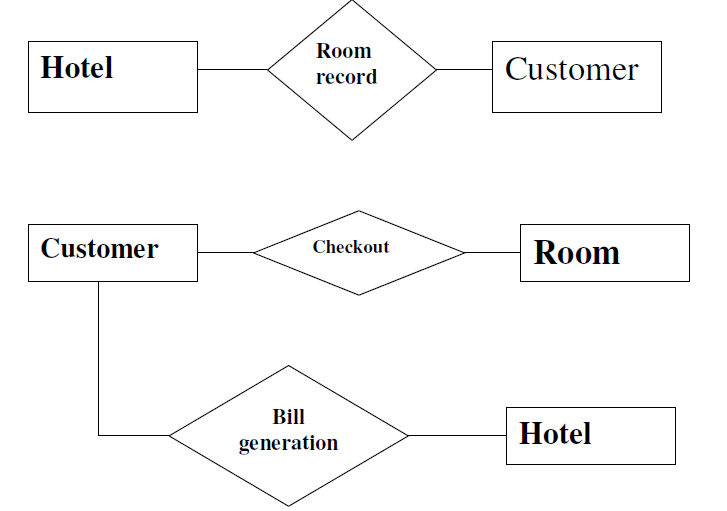 Hotel
Room
record
Customer
Customer
Checkout
Room
Bill
generation
Hotel